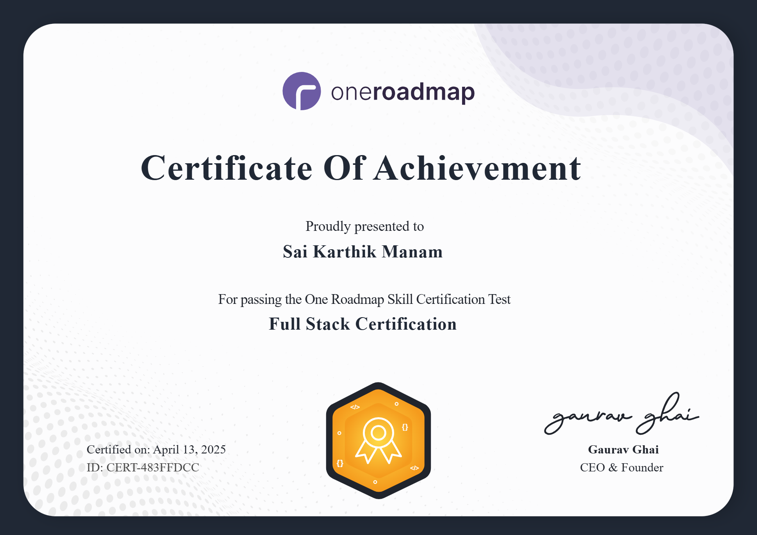 oneroadmap
Certificate Of Achievement
Proudly presented to
Sai Karthik Manam
For passing the One Roadmap Skill Certification Test
Full Stack Certification
gaurav ghai
Certified on: April 13, 2025
ID: CERT-483FFDCC
Gaurav Ghai
CEO & Founder